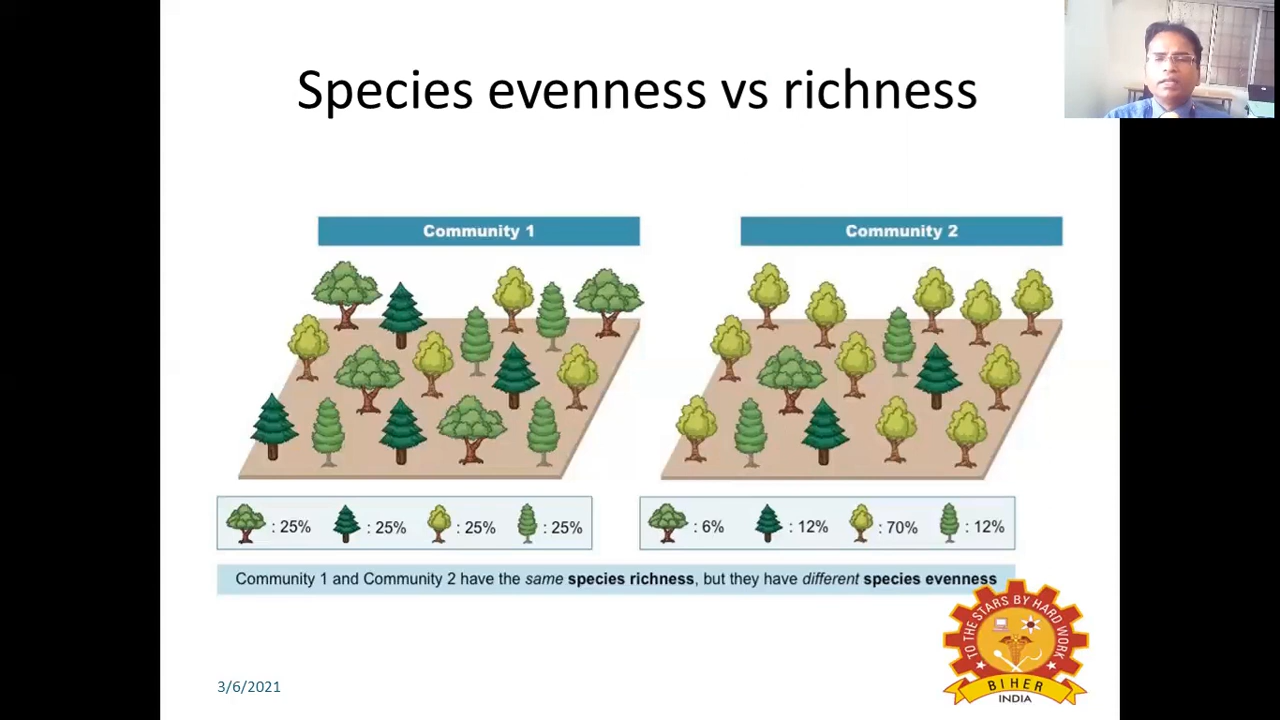 Species evenness vs richness
Community 1
Community 2
: 25% : 25% : 25% : 25%
: 6% : 12% : 70% : 12%
Community 1 and Community 2 have the same species richness, but they have different species evenness
TO THE STARS BY HARD WORK
BIHER
INDIA
3/6/2021